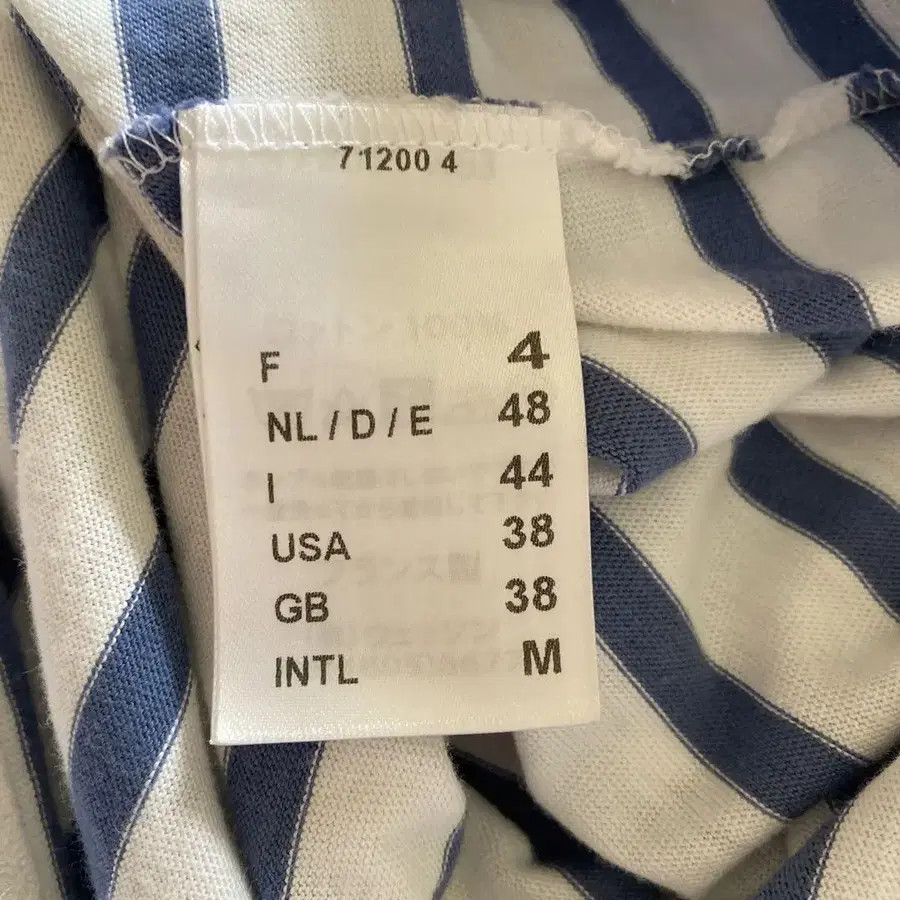 71200 4
F 4
NL / D / E 48
I 44
USA 38
GB 38
INTL M